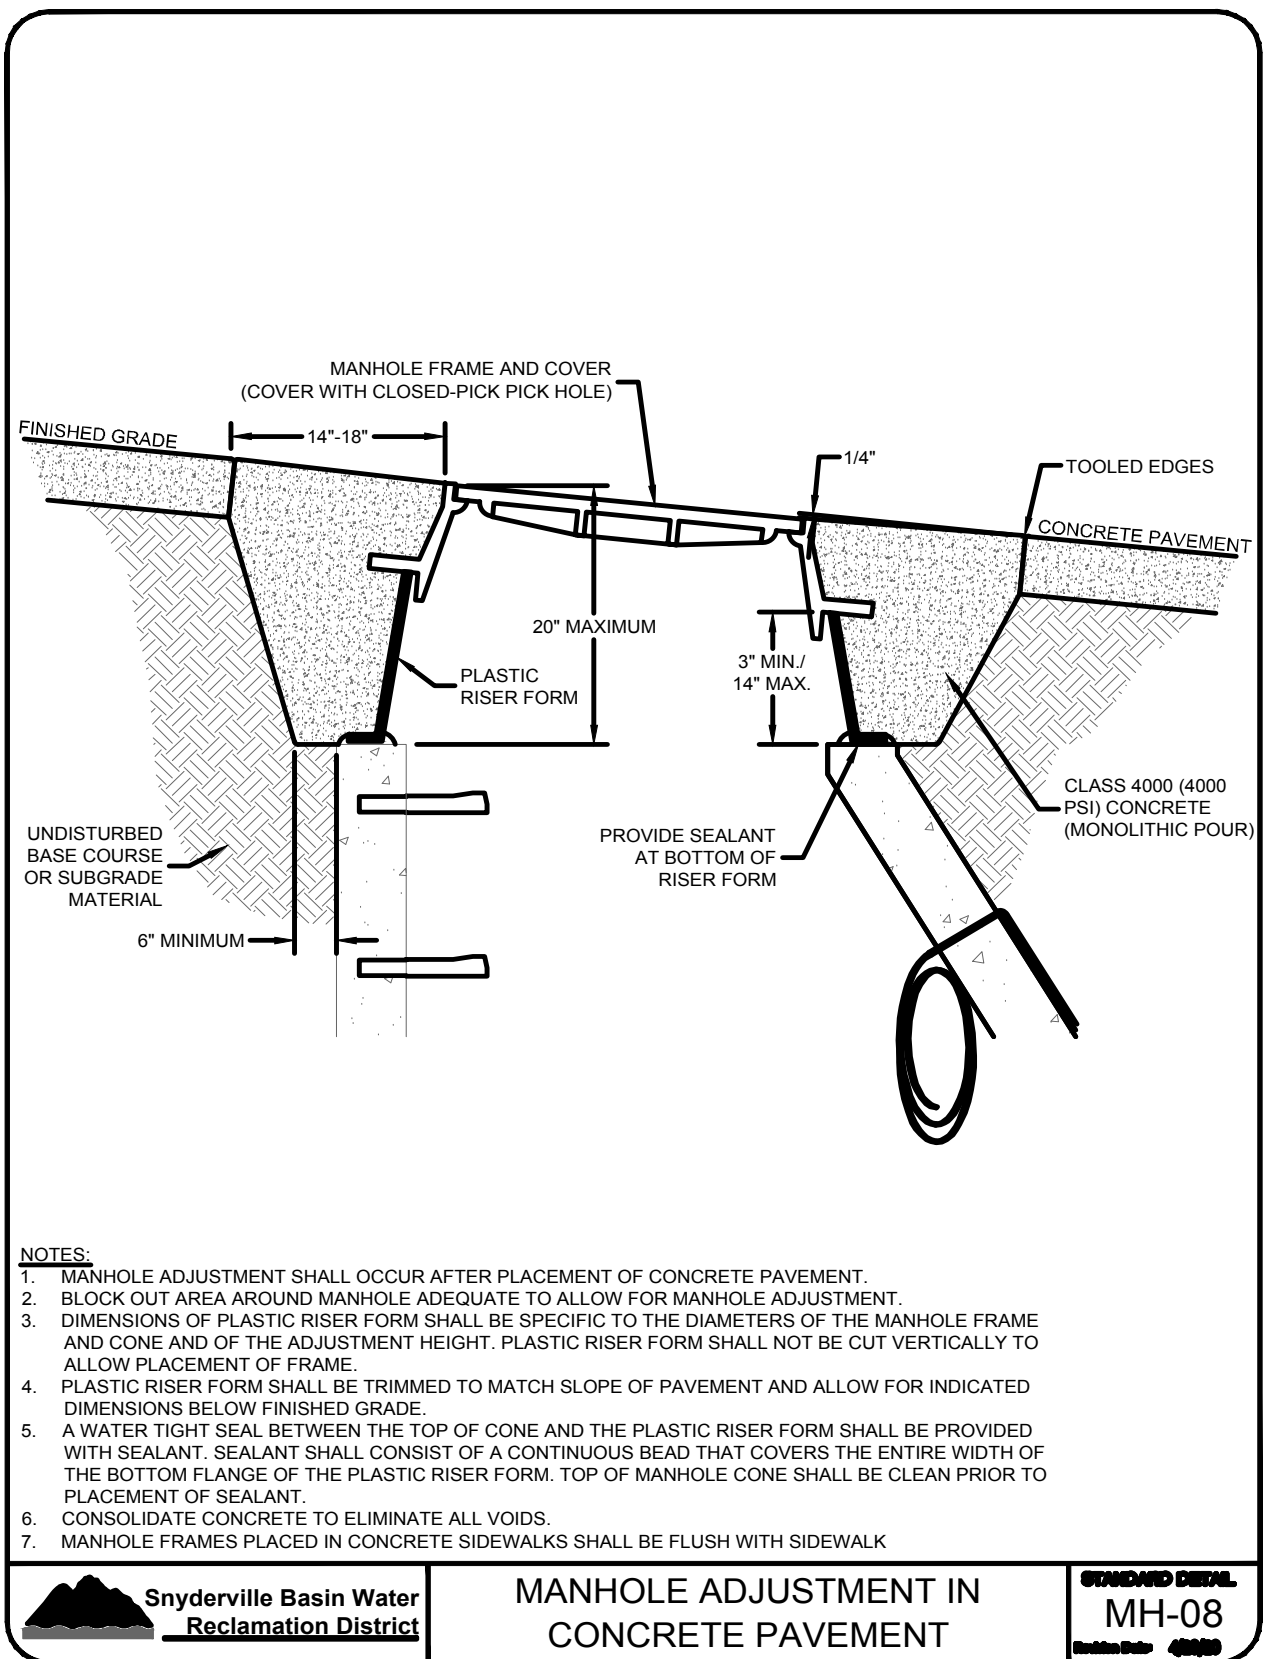 MANHOLE FRAME AND COVER
(COVER WITH CLOSED-PICK PICK HOLE)
FINISHED GRADE
14"-18"
1/4"
TOOLED EDGES
CONCRETE PAVEMENT
20" MAXIMUM
3" MIN./
14" MAX.
PLASTIC
RISER FORM
CLASS 4000 (4000
PSI) CONCRETE
(MONOLITHIC POUR)
UNDISTURBED
BASE COURSE
OR SUBGRADE
MATERIAL
PROVIDE SEALANT
AT BOTTOM OF
RISER FORM
6" MINIMUM
NOTES:
1. MANHOLE ADJUSTMENT SHALL OCCUR AFTER PLACEMENT OF CONCRETE PAVEMENT.
2. BLOCK OUT AREA AROUND MANHOLE ADEQUATE TO ALLOW FOR MANHOLE ADJUSTMENT.
3. DIMENSIONS OF PLASTIC RISER FORM SHALL BE SPECIFIC TO THE DIAMETERS OF THE MANHOLE FRAME
AND CONE AND OF THE ADJUSTMENT HEIGHT. PLASTIC RISER FORM SHALL NOT BE CUT VERTICALLY TO
ALLOW PLACEMENT OF FRAME.
4. PLASTIC RISER FORM SHALL BE TRIMMED TO MATCH SLOPE OF PAVEMENT AND ALLOW FOR INDICATED
DIMENSIONS BELOW FINISHED GRADE.
5. A WATER TIGHT SEAL BETWEEN THE TOP OF CONE AND THE PLASTIC RISER FORM SHALL BE PROVIDED
WITH SEALANT. SEALANT SHALL CONSIST OF A CONTINUOUS BEAD THAT COVERS THE ENTIRE WIDTH OF
THE BOTTOM FLANGE OF THE PLASTIC RISER FORM. TOP OF MANHOLE CONE SHALL BE CLEAN PRIOR TO
PLACEMENT OF SEALANT.
6. CONSOLIDATE CONCRETE TO ELIMINATE ALL VOIDS.
7. MANHOLE FRAMES PLACED IN CONCRETE SIDEWALKS SHALL BE FLUSH WITH SIDEWALK
Snyderville Basin Water
Reclamation District
MANHOLE ADJUSTMENT IN
CONCRETE PAVEMENT
STANDARD DETAIL
MH-08
Revision Date: